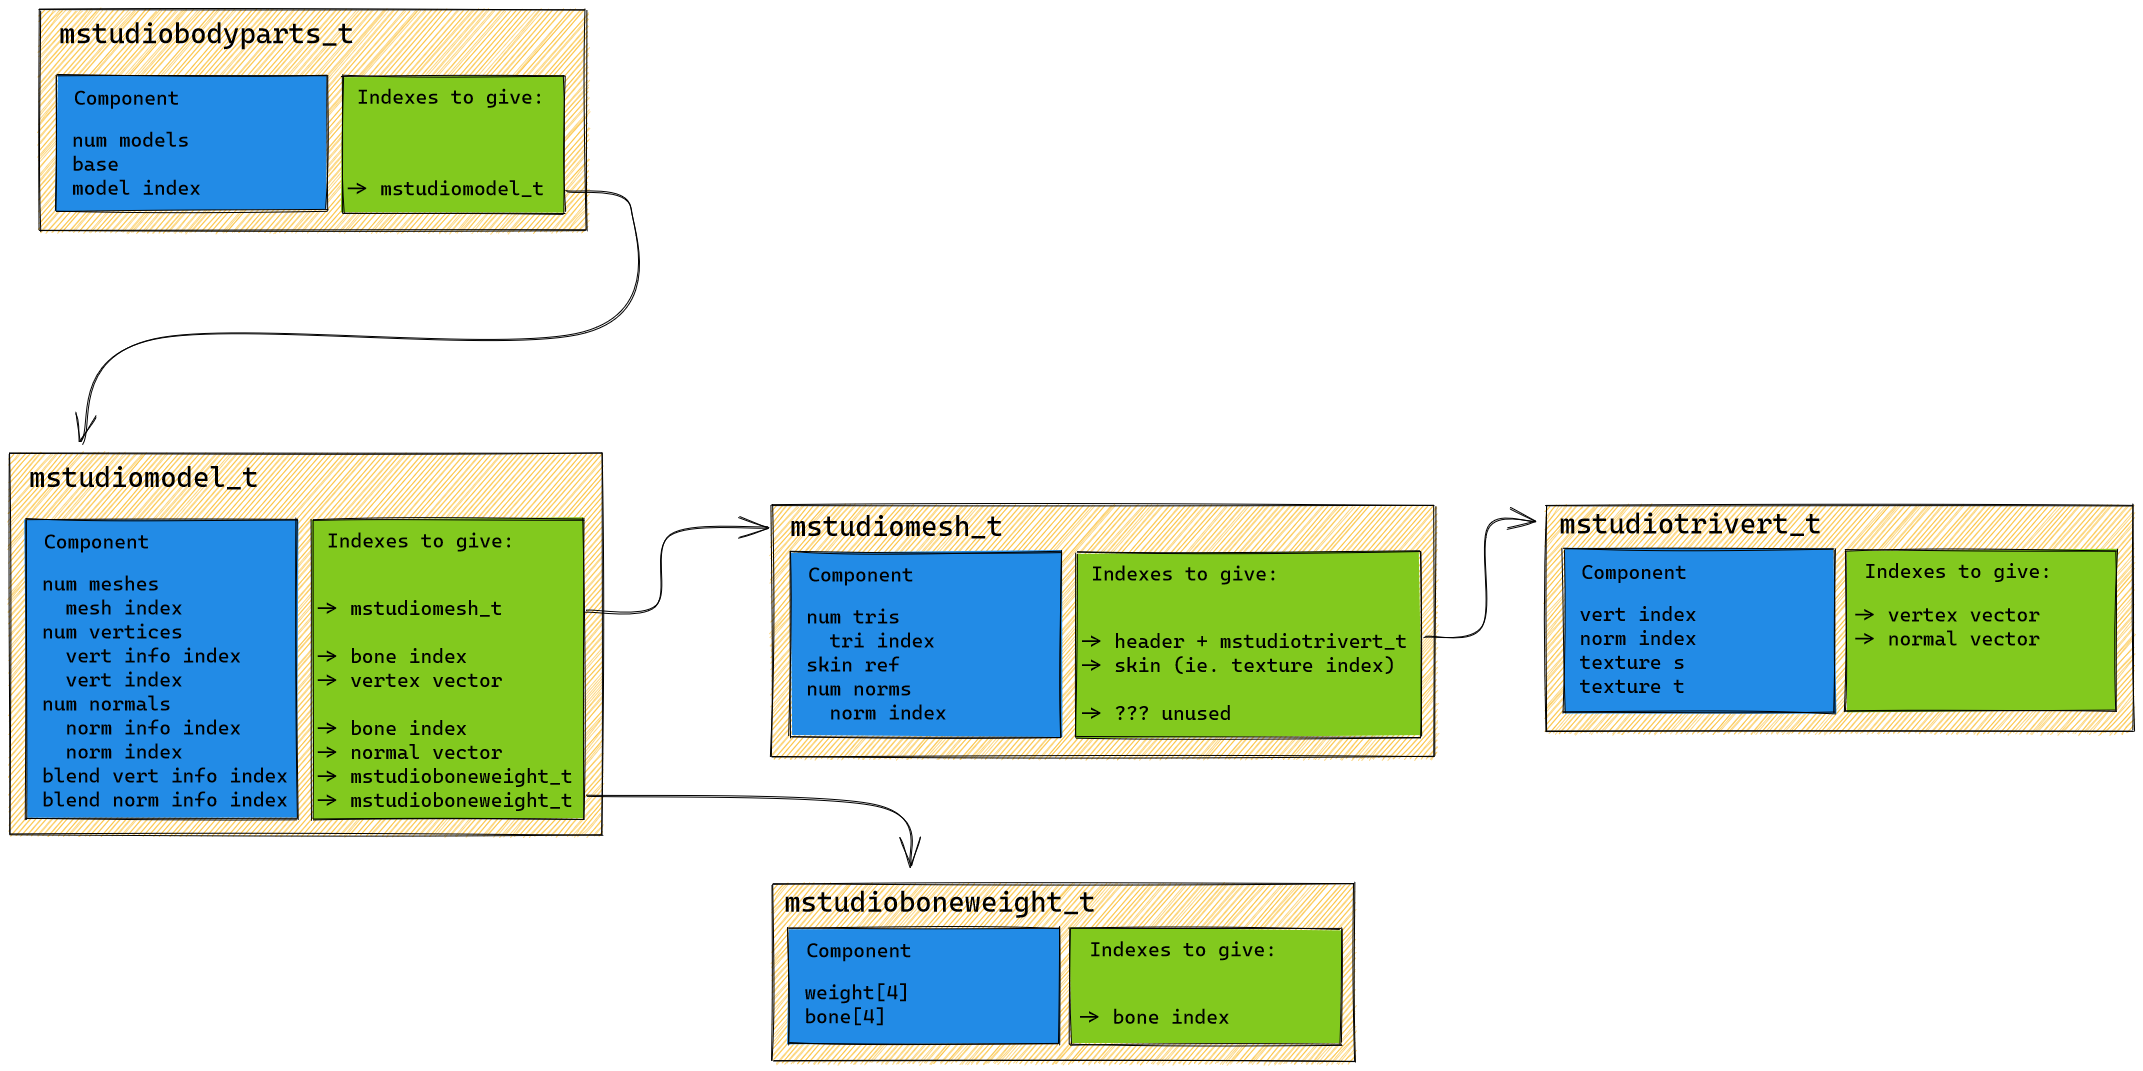 mstudiobodyparts_t
Component
num models
base
model index
Indexes to give:
→ mstudiomodel_t
mstudiomodel_t
Component
num meshes
mesh index
num vertices
vert info index
vert index
num normals
norm info index
norm index
blend vert info index
blend norm info index
Indexes to give:
→ mstudiomesh_t
→ bone index
→ vertex vector
→ bone index
→ normal vector
→ mstudioboneweight_t
→ mstudioboneweight_t
mstudiomesh_t
Component
num tris
tri index
skin ref
num norms
norm index
Indexes to give:
→ header + mstudiotrivert_t
→ skin (ie. texture index)
→ ??? unused
mstudiotrivert_t
Component
vert index
norm index
texture s
texture t
Indexes to give:
→ vertex vector
→ normal vector
mstudioboneweight_t
Component
weight[4]
bone[4]
Indexes to give:
→ bone index